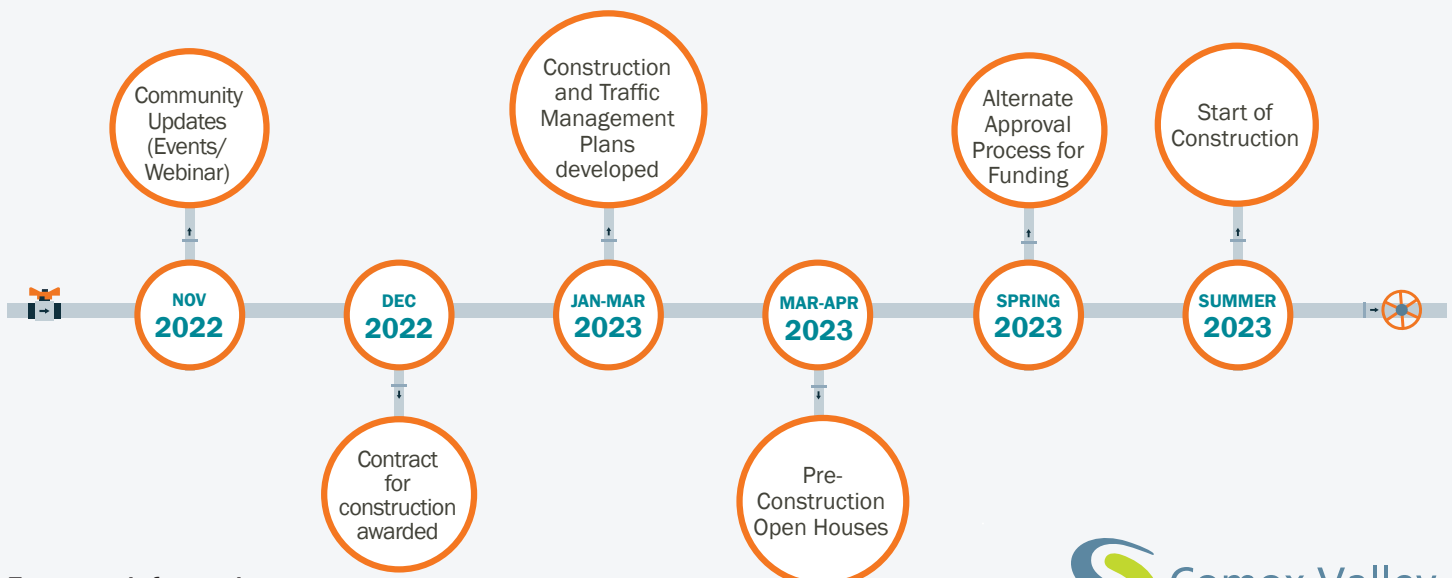 Community
Updates
(Events/
Webinar)
NOV
2022
DEC
2022
Contract
for
construction
awarded
Construction
and Traffic
Management
Plans
developed
JAN-MAR
2023
MAR-APR
2023
Pre-
Construction
Open Houses
Alternate
Approval
Process for
Funding
SPRING
2023
Start of
Construction
SUMMER
2023
Comox Valley